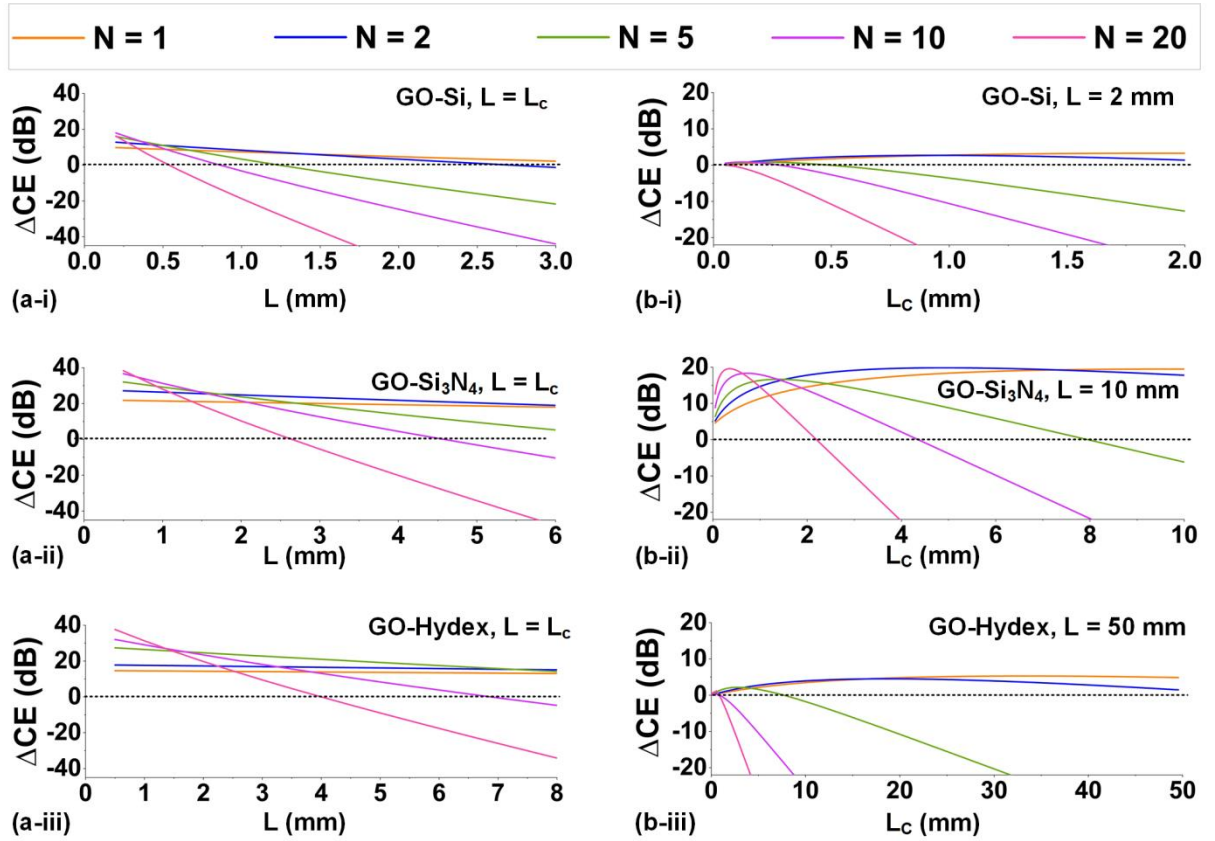 N = 1 N = 2 N = 5 N = 10 N = 20
GO-Si, L = Lc
ΔCE (dB)
40
20
0
-20
-40
0.0 0.5 1.0 1.5 2.0 2.5 3.0
L (mm)
(a-i)
GO-Si, L = 2 mm
ΔCE (dB)
20
10
0
-10
-20
0.0 0.5 1.0 1.5 2.0
LC (mm)
(b-i)
GO-Si3N4, L = Lc
ΔCE (dB)
40
20
0
-20
-40
0 1 2 3 4 5 6
L (mm)
(a-ii)
GO-Si3N4, L = 10 mm
ΔCE (dB)
20
10
0
-10
-20
0 2 4 6 8 10
LC (mm)
(b-ii)
GO-Hydex, L = Lc
ΔCE (dB)
40
20
0
-20
-40
0.0 1 2 3 4 5 6 7 8
L (mm)
(a-iii)
GO-Hydex, L = 50 mm
ΔCE (dB)
20
10
0
-10
-20
0 10 20 30 40 50
LC (mm)
(b-iii)